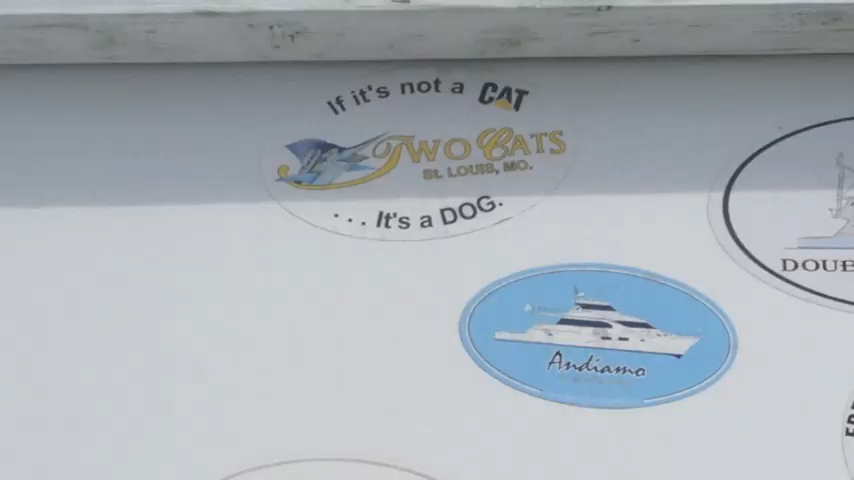 If it's not a CAT
TWO CATS
ST. LOUIS, MO.
...It's a DOG.
Andiamo
DOUB